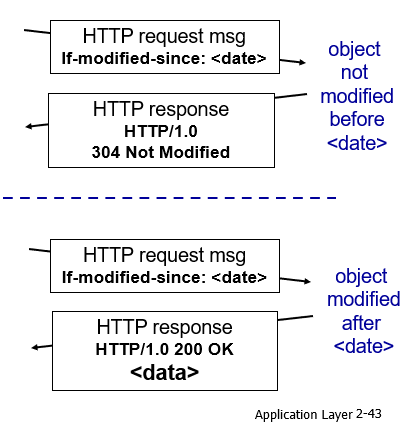 HTTP request msg
If-modified-since: <date>
object
not
modified
before
<date>
HTTP response
HTTP/1.0
304 Not Modified
HTTP request msg
If-modified-since: <date>
object
modified
after
<date>
HTTP response
HTTP/1.0 200 OK
<data>
Application Layer 2-43